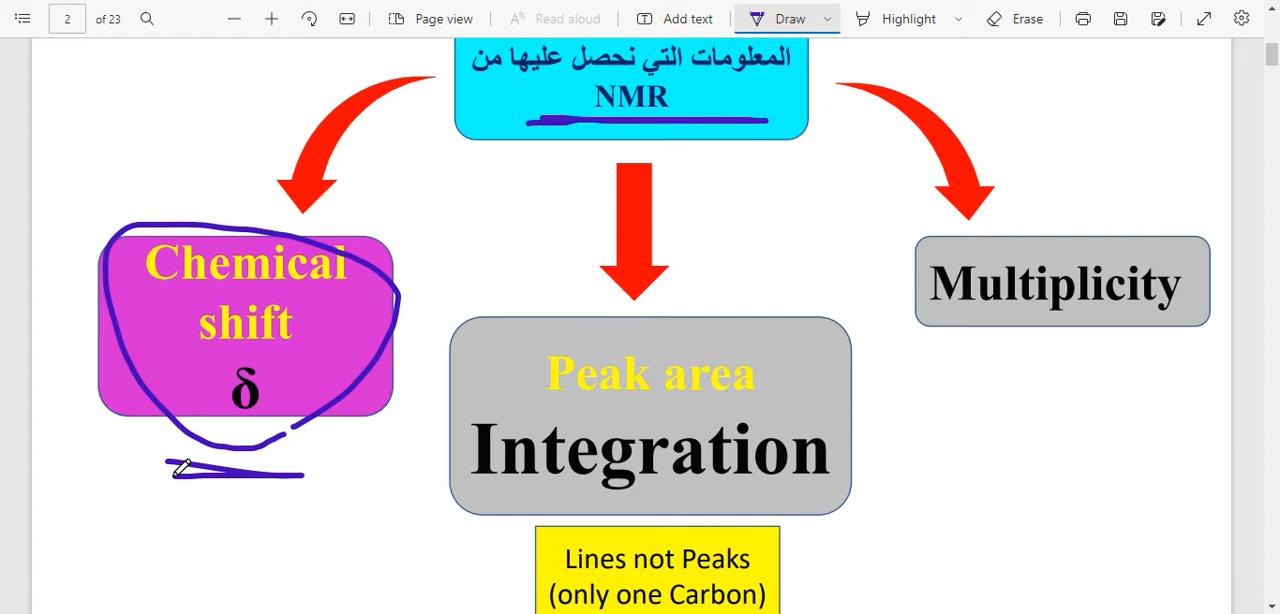 2 of 23 Page view Read aloud Add text Draw Highlight Erase
المعلومات التي نحصل عليها من
NMR
Chemical
shift
δ
Peak area
Integration
Multiplicity
Lines not Peaks
(only one Carbon)